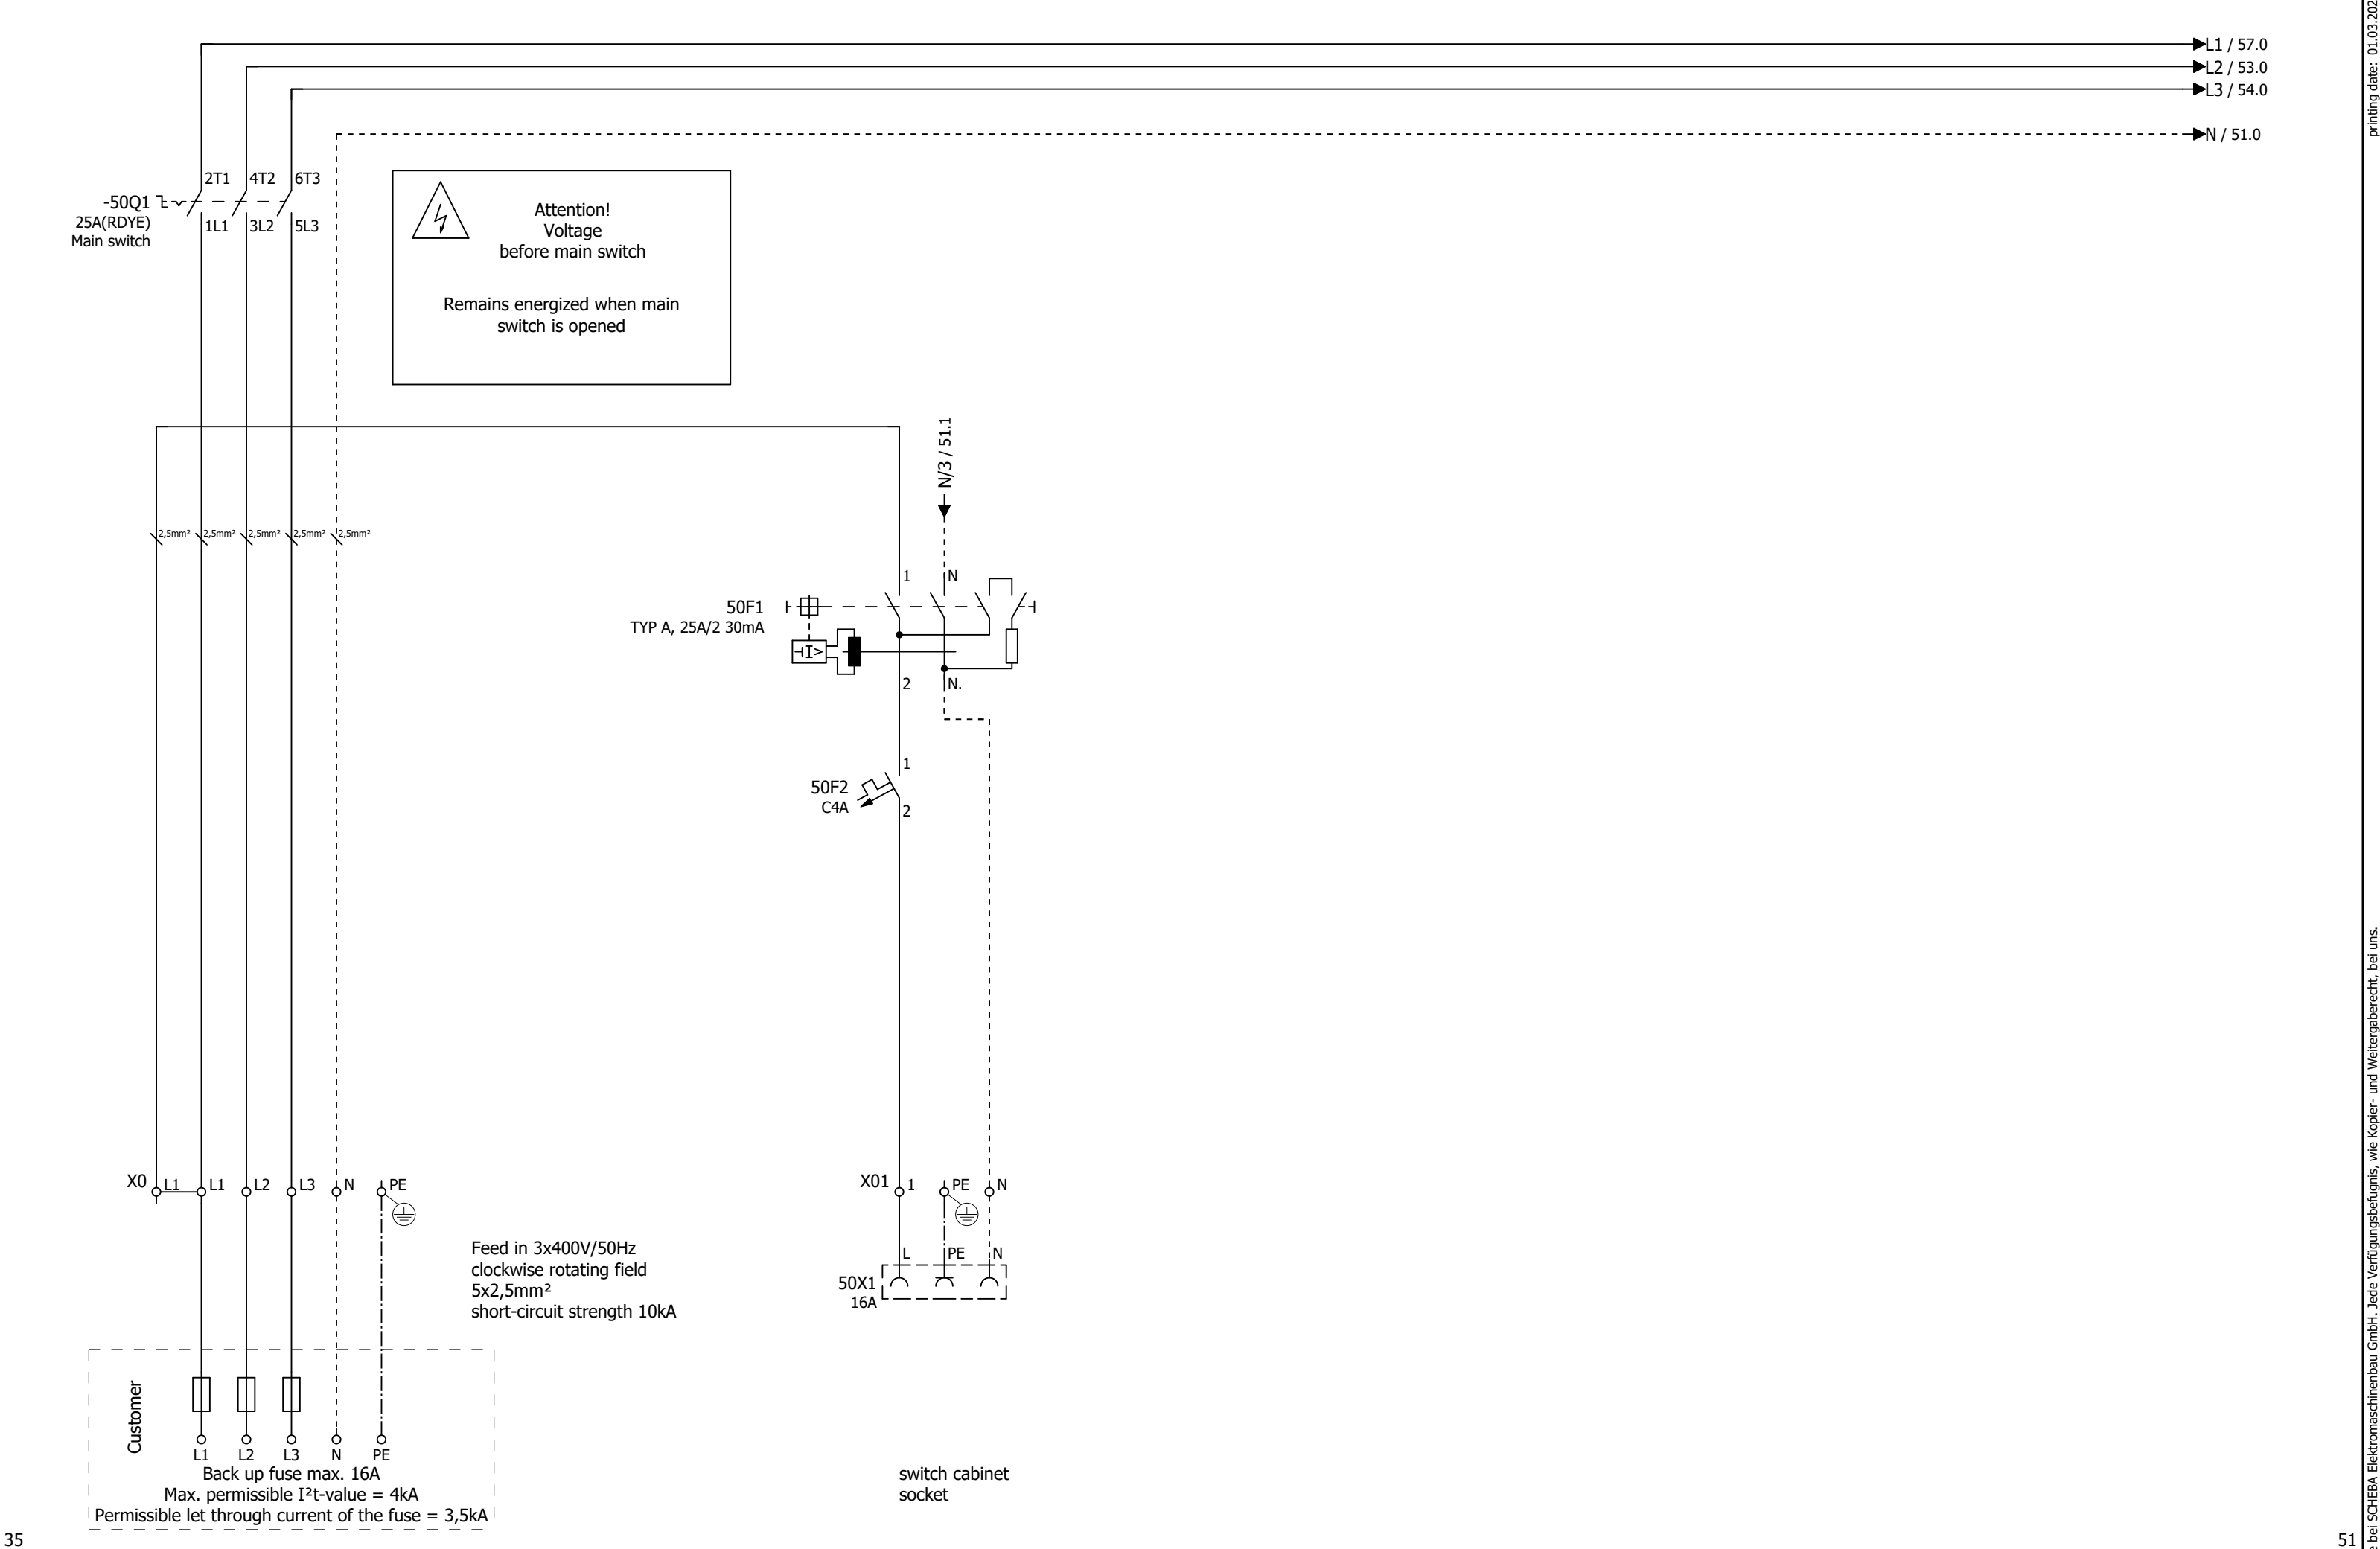 L1 / 57.0
L2 / 53.0
L3 / 54.0
N / 51.0
printing date: 01.03.202
2T1 4T2 6T3
-50Q1
25A(RDYE)
Main switch
1L1 3L2 5L3
Attention!
Voltage
before main switch
Remains energized when main
switch is opened
N/3 / 51.1
2,5mm² 2,5mm² 2,5mm² 2,5mm² 2,5mm²
1 N
50F1
TYP A, 25A/2 30mA
I>
2 N.
1
50F2
C4A
2
X0 L1 L1 L2 L3 N PE
X01 1 PE N
L PE N
50X1
16A
Feed in 3x400V/50Hz
clockwise rotating field
5x2,5mm²
short-circuit strength 10kA
Customer
L1 L2 L3 N PE
Back up fuse max. 16A
Max. permissible I²t-value = 4kA
Permissible let through current of the fuse = 3,5kA
switch cabinet
socket
35
51
bei SCHEBA Elektromaschinenbau GmbH. Jede Verfügungsbefugnis, wie Kopier- und Weitergaberecht, bei uns.